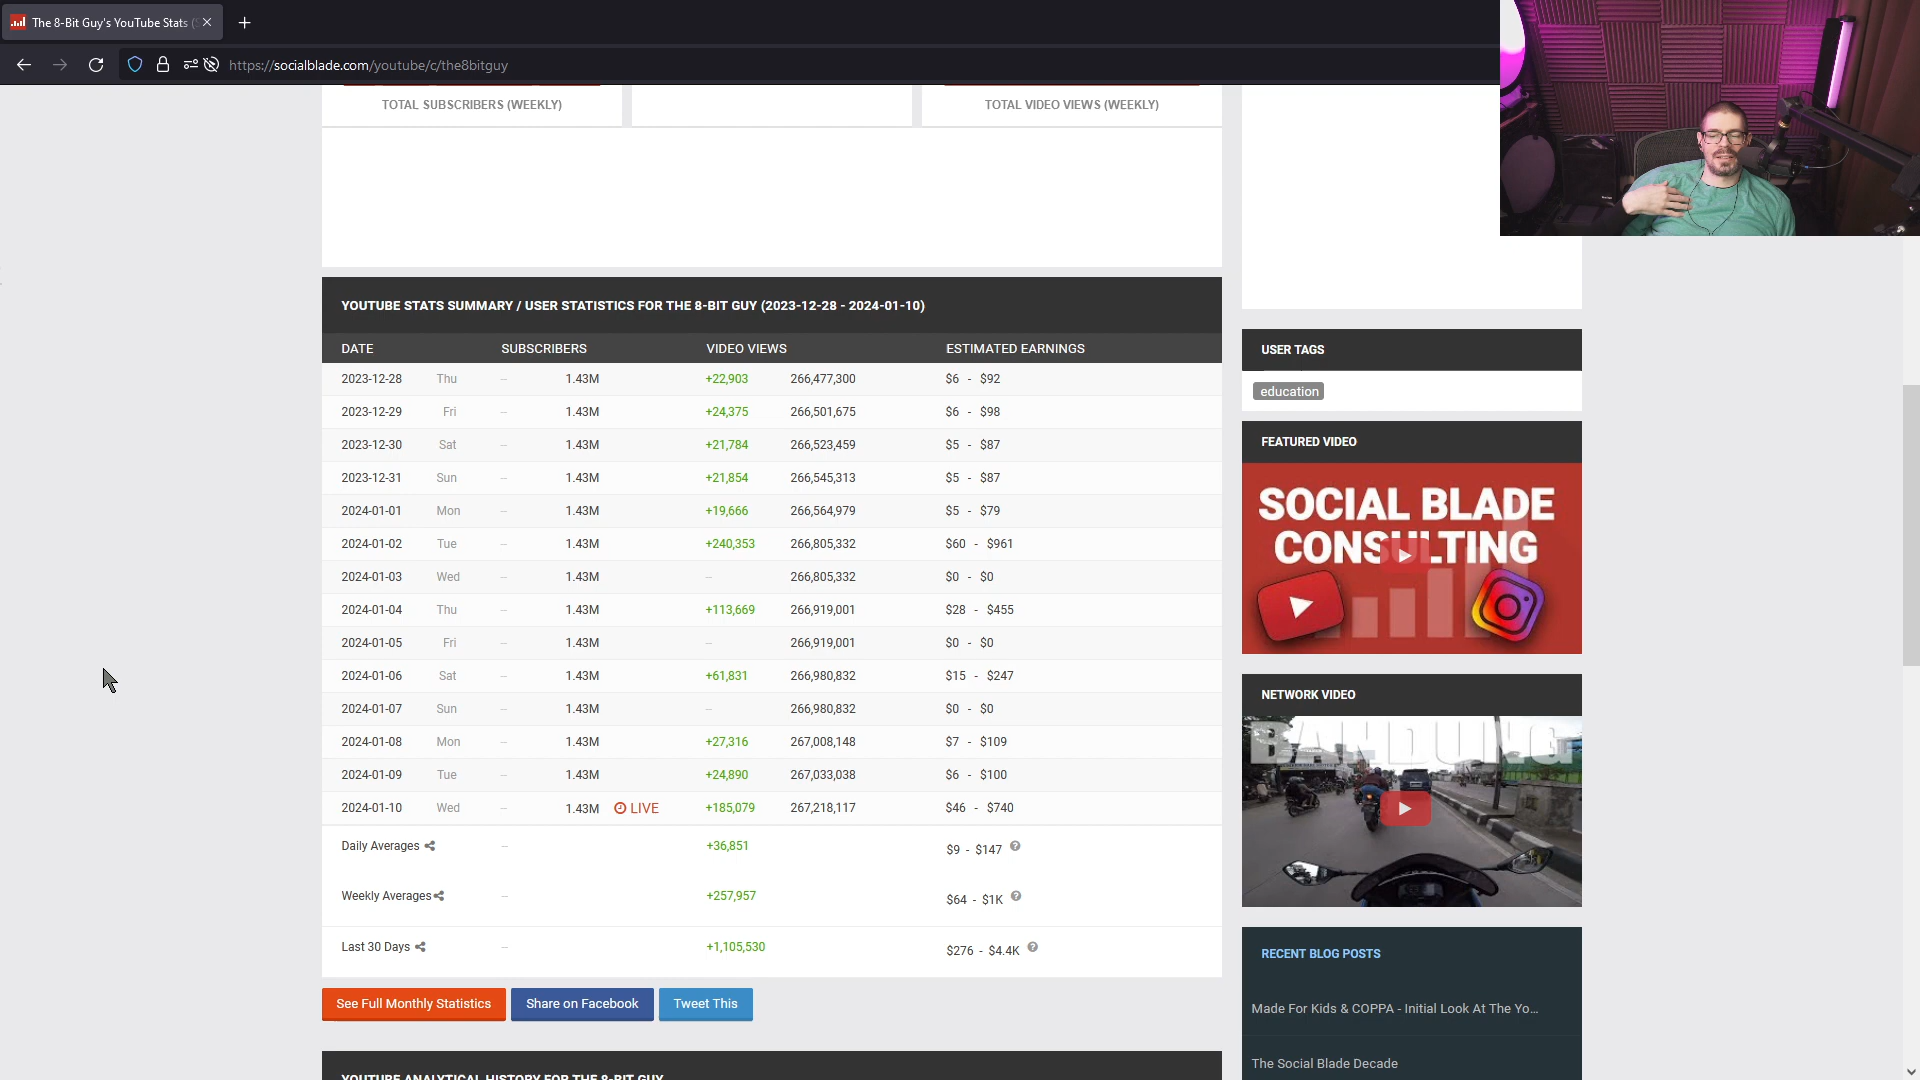 The 8-Bit Guy's YouTube Stats (
https://socialblade.com/youtube/c/the8bitguy
TOTAL SUBSCRIBERS (WEEKLY)
TOTAL VIDEO VIEWS (WEEKLY)
YOUTUBE STATS SUMMARY / USER STATISTICS FOR THE 8-BIT GUY (2023-12-28 - 2024-01-10)
DATE SUBSCRIBERS VIDEO VIEWS ESTIMATED EARNINGS
2023-12-28 Thu -- 1.43M +22,903 266,477,300 $6 - $92
2023-12-29 Fri -- 1.43M +24,375 266,501,675 $6 - $98
2023-12-30 Sat -- 1.43M +21,784 266,523,459 $5 - $87
2023-12-31 Sun -- 1.43M +21,854 266,545,313 $5 - $87
2024-01-01 Mon -- 1.43M +19,666 266,564,979 $5 - $79
2024-01-02 Tue -- 1.43M +240,353 266,805,332 $60 - $961
2024-01-03 Wed -- 1.43M -- 266,805,332 $0 - $0
2024-01-04 Thu -- 1.43M +113,669 266,919,001 $28 - $455
2024-01-05 Fri -- 1.43M -- 266,919,001 $0 - $0
2024-01-06 Sat -- 1.43M +61,831 266,980,832 $15 - $247
2024-01-07 Sun -- 1.43M -- 266,980,832 $0 - $0
2024-01-08 Mon -- 1.43M +27,316 267,008,148 $7 - $109
2024-01-09 Tue -- 1.43M +24,890 267,033,038 $6 - $100
2024-01-10 Wed -- 1.43M LIVE +185,079 267,218,117 $46 - $740
Daily Averages -- +36,851 $9 - $147
Weekly Averages -- +257,957 $64 - $1K
Last 30 Days -- +1,105,530 $276 - $4.4K
See Full Monthly Statistics
Share on Facebook
Tweet This
YOUTUBE ANALYTICAL HISTORY FOR THE 8-BIT GUY
USER TAGS
education
FEATURED VIDEO
SOCIAL BLADE
CONSULTING
NETWORK VIDEO
BANDUNG
RECENT BLOG POSTS
Made For Kids & COPPA - Initial Look At The Yo...
The Social Blade Decade